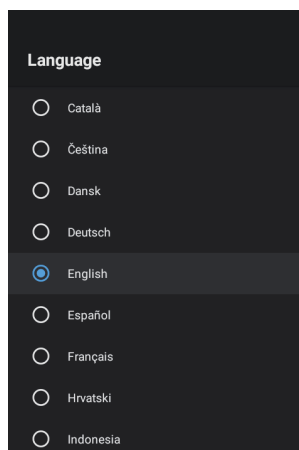 Language
Català
Čeština
Dansk
Deutsch
English
Español
Français
Hrvatski
Indonesia